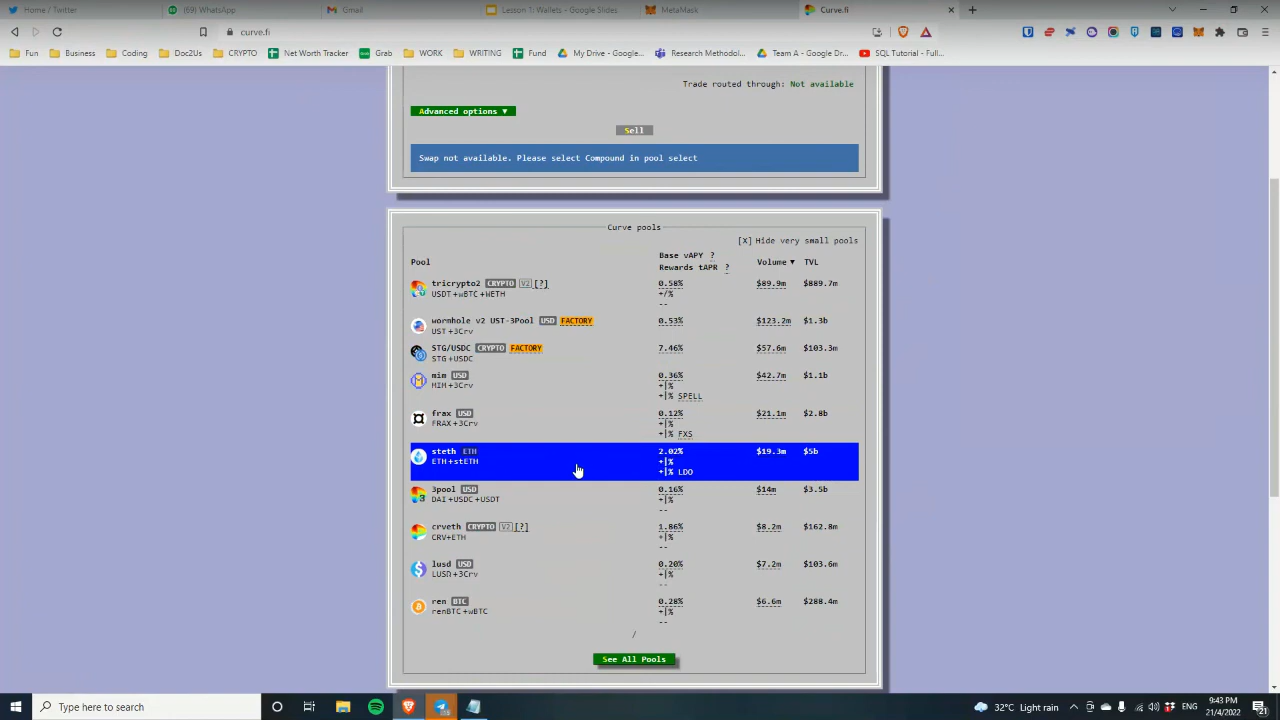 Home / Twitter
(50) WhatsApp
Gmail
Lesson 1: Wallets - Google Slides
MetaMask
Curve.fi
curve.fi
Fun
Business
Coding
Doc2Us
CRYPTO
Net Worth Tracker
Grab
WORK
WRITING
Fund
My Drive - Google...
Research Methodol...
Team A - Google Dr...
SQL Tutorial - Full...
Trade routed through: Not available
Advanced options ▼
Sell
Swap not available. Please select Compound in pool select
Curve pools
[X] Hide very small pools
Pool
Base vAPY ?
Rewards tAPR ?
Volume ▼
TVL
tricrypto2 CRYPTO V2 [?]
USDT+wBTC+WETH
0.58%
+/%
--
$89.9m
$889.7m
wormhole v2 UST-3Pool USD FACTORY
UST+3Crv
0.53%
$123.2m
$1.3b
STG/USDC CRYPTO FACTORY
STG+USDC
7.46%
$57.6m
$103.3m
mim USD
MIM+3Crv
0.36%
+|%
+|% SPELL
$42.7m
$1.1b
frax USD
FRAX+3Crv
0.12%
+|%
+|% FXS
$21.1m
$2.8b
steth ETH
ETH+stETH
2.02%
+|%
+|% LDO
$19.3m
$5b
3pool USD
DAI+USDC+USDT
0.16%
+|%
--
$14m
$3.5b
crveth CRYPTO V2 [?]
CRV+ETH
1.86%
+|%
--
$8.2m
$162.8m
lusd USD
LUSD+3Crv
0.20%
+|%
--
$7.2m
$103.6m
ren BTC
renBTC+wBTC
0.28%
+|%
--
$6.6m
$288.4m
/
See All Pools
Type here to search
32°C Light rain
9:43 PM
21/4/2022